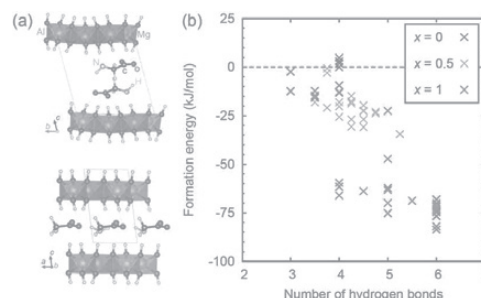 (a)
Al
Mg
N
C
H
b
c
a
c
b
(b)
Formation energy (kJ/mol)
25
0
-25
-50
-75
-100
2
3
4
5
6
Number of hydrogen bonds
x = 0
x = 0.5
x = 1